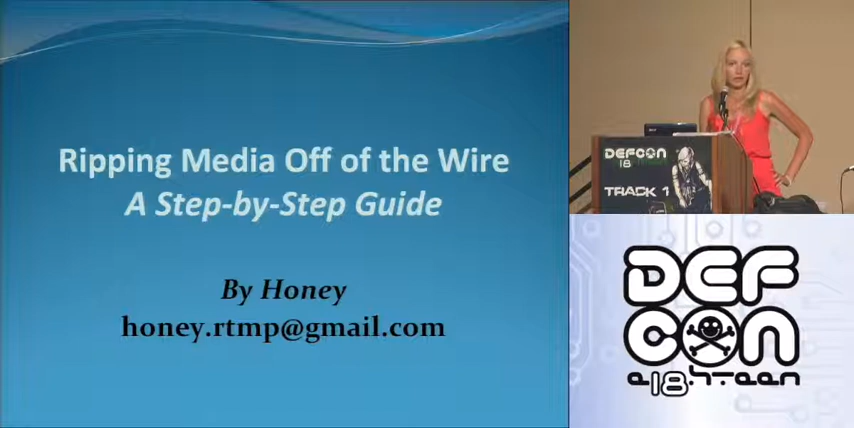 Ripping Media Off of the Wire
A Step-by-Step Guide
By Honey
honey.rtmp@gmail.com
DEFCON
18
TRACK 1
DEF
CON
e18hteen